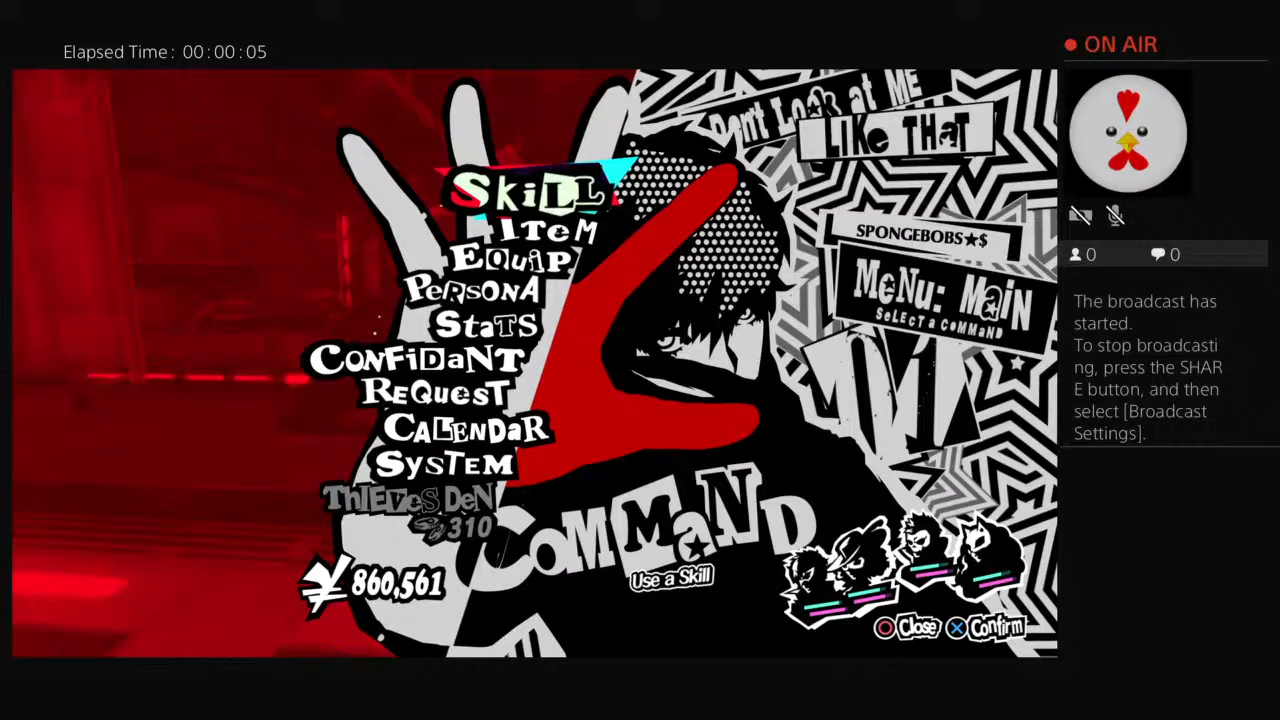 Elapsed Time: 00:00:05
ON AIR
Don't Look at ME
LIKE THAT
SKILL
ITEM
EQUIP
PERSONA
STATS
CONFIDANT
REQUEST
CALENDAR
SYSTEM
THIEVES DEN
310
¥ 860,561
SPONGEBOBS★$
MENU: MAIN
SELECT A COMMAND
COMMAND
Use a Skill
Close
Confirm
0
0
The broadcast has
started.
To stop broadcasti
ng, press the SHAR
E button, and then
select [Broadcast
Settings].